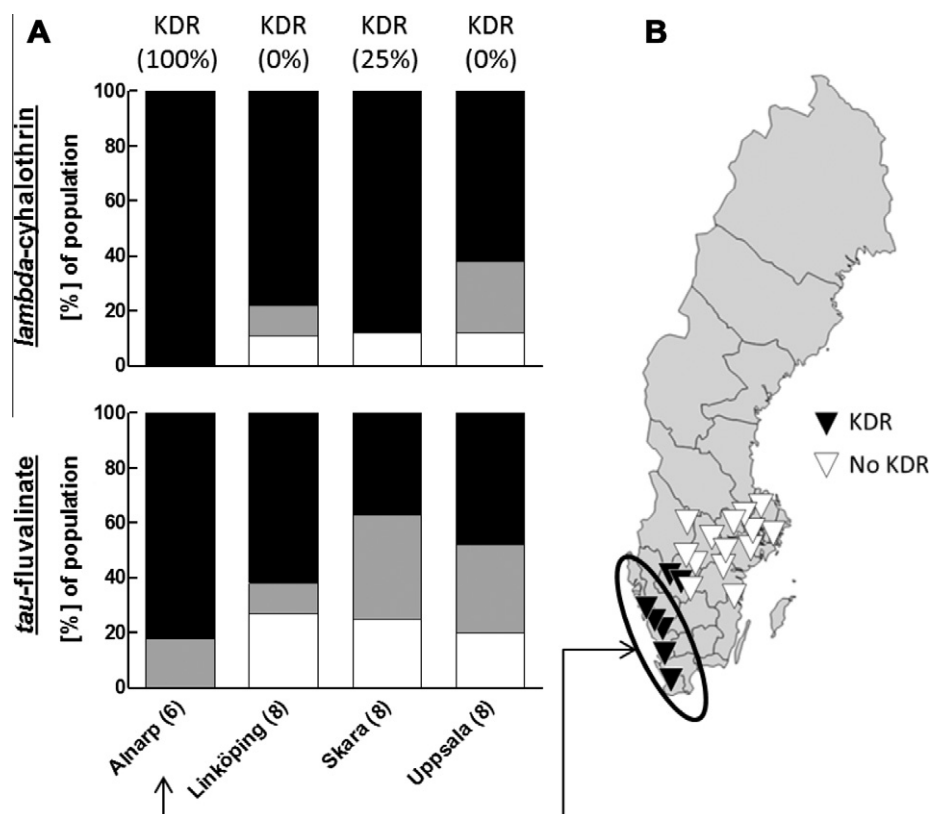 A
B
KDR KDR KDR KDR
(100%) (0%) (25%) (0%)
lambda-cyhalothrin
[%] of population
100
80
60
40
20
0
tau-fluvalinate
[%] of population
100
80
60
40
20
0
Alnarp (6)
Linköping (8)
Skara (8)
Uppsala (8)
KDR
No KDR